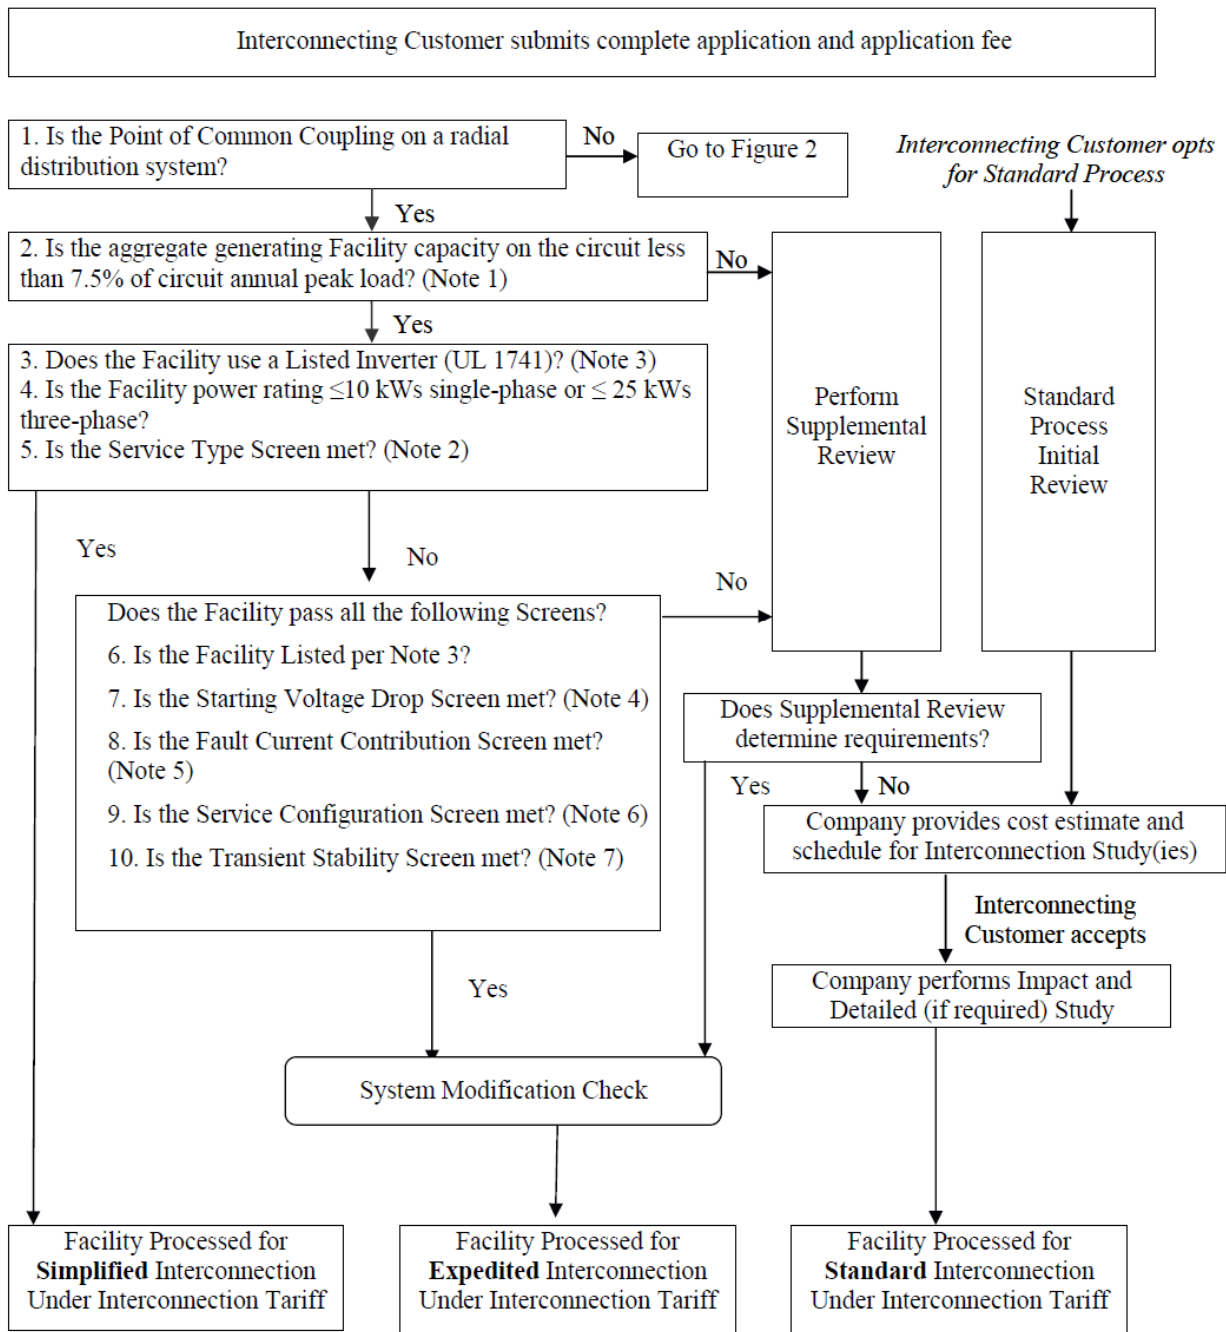 Interconnecting Customer submits complete application and application fee
1. Is the Point of Common Coupling on a radial
distribution system?
No
Go to Figure 2
Interconnecting Customer opts
for Standard Process
Yes
2. Is the aggregate generating Facility capacity on the circuit less
than 7.5% of circuit annual peak load? (Note 1)
No
Yes
3. Does the Facility use a Listed Inverter (UL 1741)? (Note 3)
4. Is the Facility power rating ≤10 kWs single-phase or ≤ 25 kWs
three-phase?
5. Is the Service Type Screen met? (Note 2)
Perform
Supplemental
Review
Standard
Process
Initial
Review
Yes
No
No
Does the Facility pass all the following Screens?
6. Is the Facility Listed per Note 3?
7. Is the Starting Voltage Drop Screen met? (Note 4)
8. Is the Fault Current Contribution Screen met?
(Note 5)
9. Is the Service Configuration Screen met? (Note 6)
10. Is the Transient Stability Screen met? (Note 7)
Does Supplemental Review
determine requirements?
Yes
No
Company provides cost estimate and
schedule for Interconnection Study(ies)
Interconnecting
Customer accepts
Company performs Impact and
Detailed (if required) Study
Yes
System Modification Check
Facility Processed for
Simplified Interconnection
Under Interconnection Tariff
Facility Processed for
Expedited Interconnection
Under Interconnection Tariff
Facility Processed for
Standard Interconnection
Under Interconnection Tariff